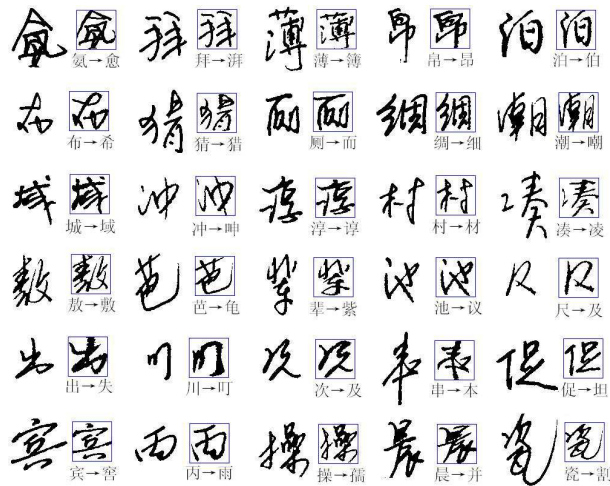 氨→愈 拜→湃 薄→簿 帛→昂 泊→伯
布→希 猜→猎 厕→而 绸→细 潮→嘲
城→域 冲→呻 淳→谆 村→材 凑→凌
敖→敷 芭→龟 辈→紫 池→议 尺→及
出→失 川→叮 次→及 串→本 促→坦
宾→窖 丙→雨 操→孺 晨→并 瓷→割